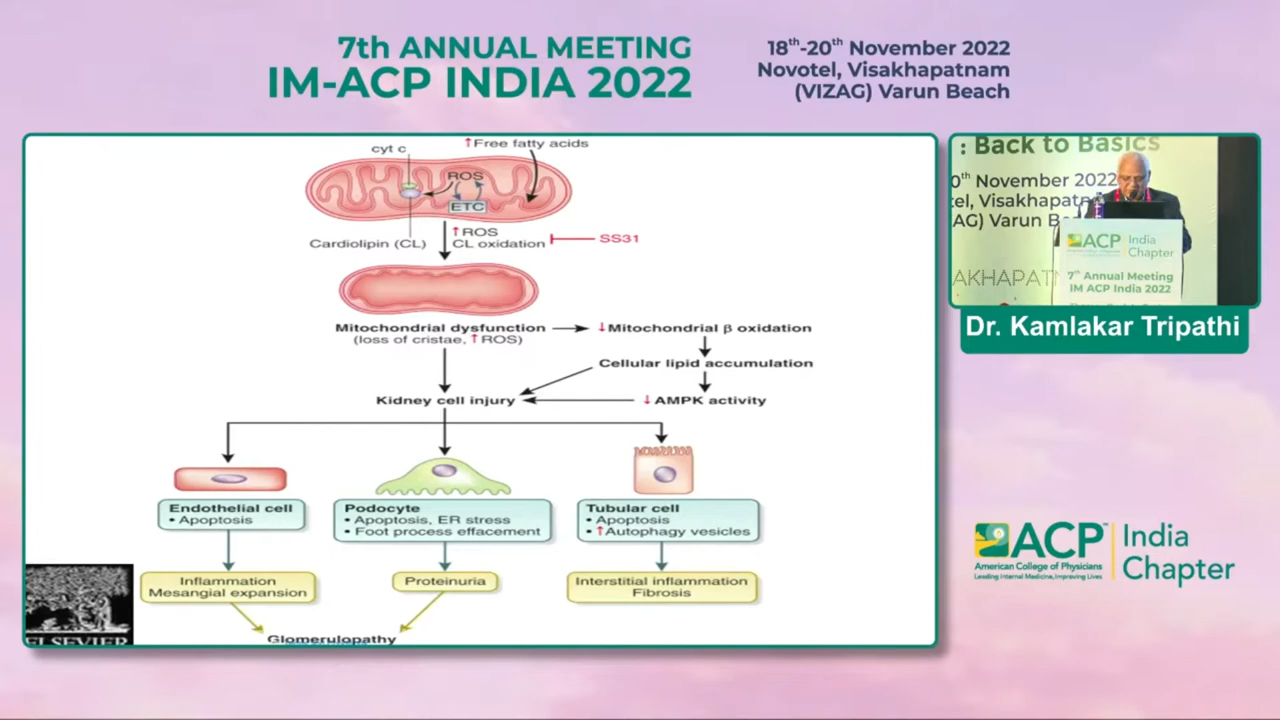 7th ANNUAL MEETING
IM-ACP INDIA 2022
18th-20th November 2022
Novotel, Visakhapatnam
(VIZAG) Varun Beach
cyt c
↑Free fatty acids
ROS
ETC
Cardiolipin (CL)
↑ROS
CL oxidation
SS31
Mitochondrial dysfunction
(loss of cristae, ↑ROS)
↓Mitochondrial β oxidation
Cellular lipid accumulation
Kidney cell injury
↓AMPK activity
Endothelial cell
• Apoptosis
Podocyte
• Apoptosis, ER stress
• Foot process effacement
Tubular cell
• Apoptosis
• ↑Autophagy vesicles
Inflammation
Mesangial expansion
Proteinuria
Interstitial inflammation
Fibrosis
Glomerulopathy
ELSEVIER
: Back to Basics
0th November 2022
tel, Visakhapatn
AG) Varun B
AKHAPAT
ACP India
Chapter
7th Annual Meeting
IM ACP India 2022
Dr. Kamlakar Tripathi
ACP™ India
Chapter
American College of Physicians
Leading Internal Medicine, Improving Lives